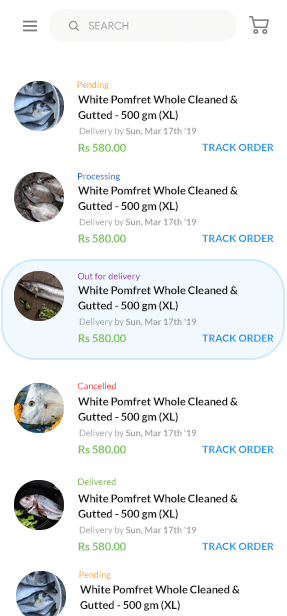 SEARCH
Pending
White Pomfret Whole Cleaned &
Gutted - 500 gm (XL)
Delivery by Sun, Mar 17th '19
Rs 580.00 TRACK ORDER
Processing
White Pomfret Whole Cleaned &
Gutted - 500 gm (XL)
Delivery by Sun, Mar 17th '19
Rs 580.00 TRACK ORDER
Out for delivery
White Pomfret Whole Cleaned &
Gutted - 500 gm (XL)
Delivery by Sun, Mar 17th '19
Rs 580.00 TRACK ORDER
Cancelled
White Pomfret Whole Cleaned &
Gutted - 500 gm (XL)
Delivery by Sun, Mar 17th '19
Rs 580.00 TRACK ORDER
Delivered
White Pomfret Whole Cleaned &
Gutted - 500 gm (XL)
Delivery by Sun, Mar 17th '19
Rs 580.00 TRACK ORDER
Pending
White Pomfret Whole Cleaned &
Gutted - 500 gm (XL)